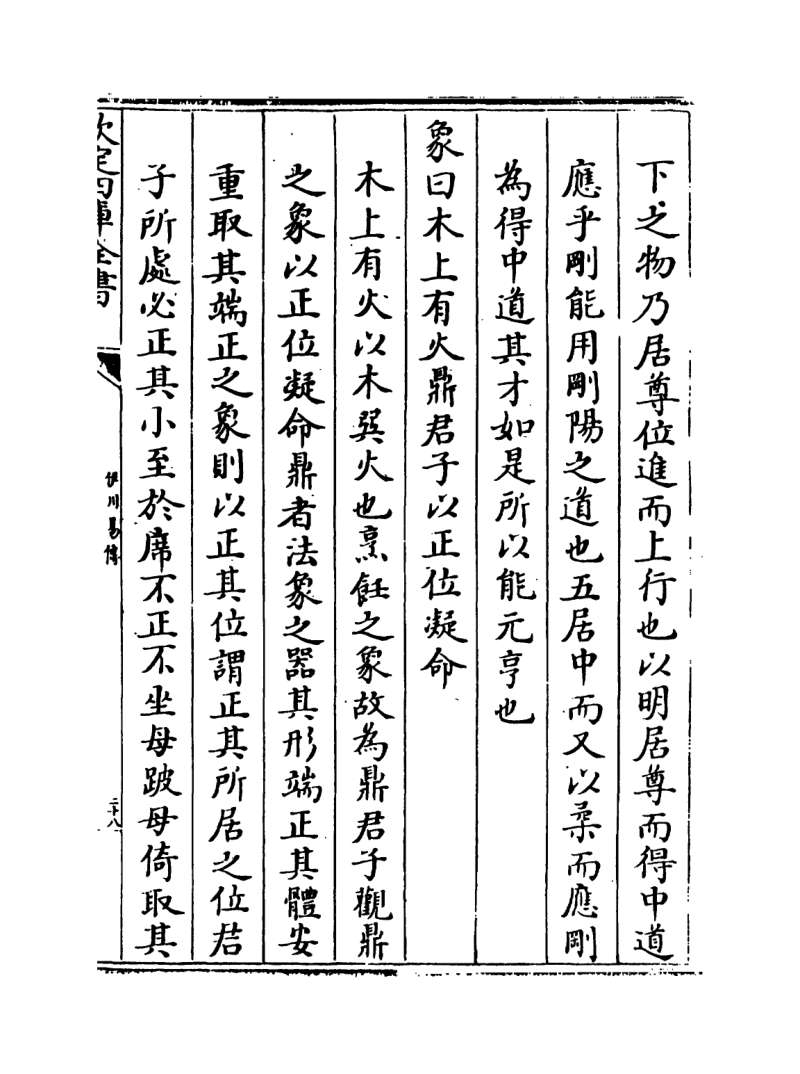 下之物乃居尊位進而上行也以明居尊而得中道
應乎剛能用剛陽之道也五居中而又以柔而應剛
為得中道其才如是所以能元亨也
象曰木上有火鼎君子以正位凝命
木上有火以木巽火也烹飪之象故為鼎君子觀鼎
之象以正位凝命鼎者法象之器其形端正其體安
重取其端正之象則以正其位謂正其所居之位君
子所處必正其小至於席不正不坐毋跛毋倚取其
欽定四庫全書
伊川易傳
二十八